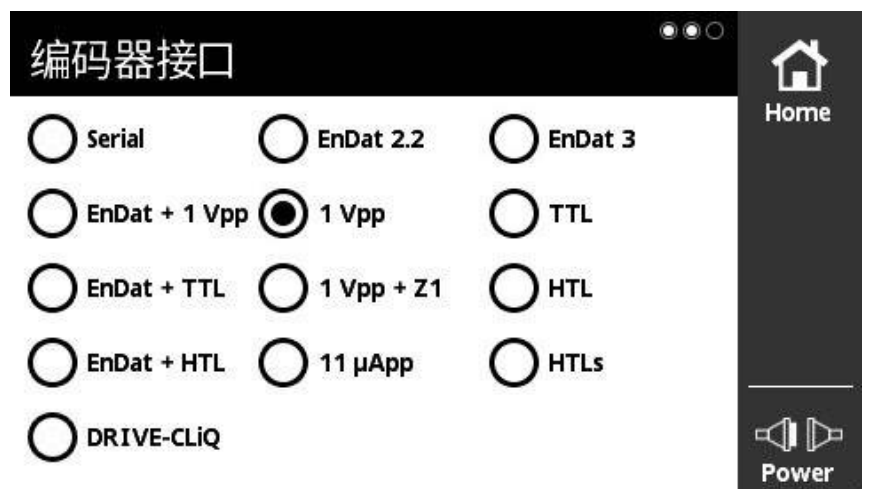 编码器接口
Home
Serial
EnDat 2.2
EnDat 3
EnDat + 1 Vpp
1 Vpp
TTL
EnDat + TTL
1 Vpp + Z1
HTL
EnDat + HTL
11 µApp
HTLs
DRIVE-CLiQ
Power